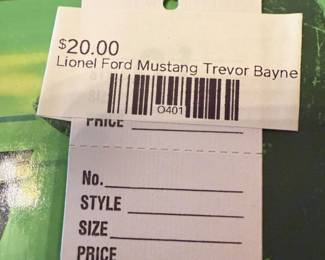 $20.00
Lionel Ford Mustang Trevor Bayne
O401
PRICE
No.
STYLE
SIZE
PRICE